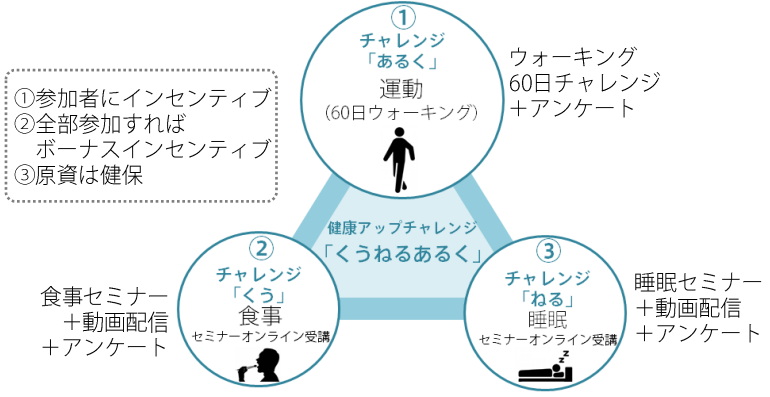 ①
チャレンジ
「あるく」
運動
（60日ウォーキング）
ウォーキング
60日チャレンジ
＋アンケート
①参加者にインセンティブ
②全部参加すれば
ボーナスインセンティブ
③原資は健保
健康アップチャレンジ
「くうねるあるく」
②
チャレンジ
「くう」
食事
セミナーオンライン受講
食事セミナー
＋動画配信
＋アンケート
③
チャレンジ
「ねる」
睡眠
セミナーオンライン受講
zzz
睡眠セミナー
＋動画配信
＋アンケート